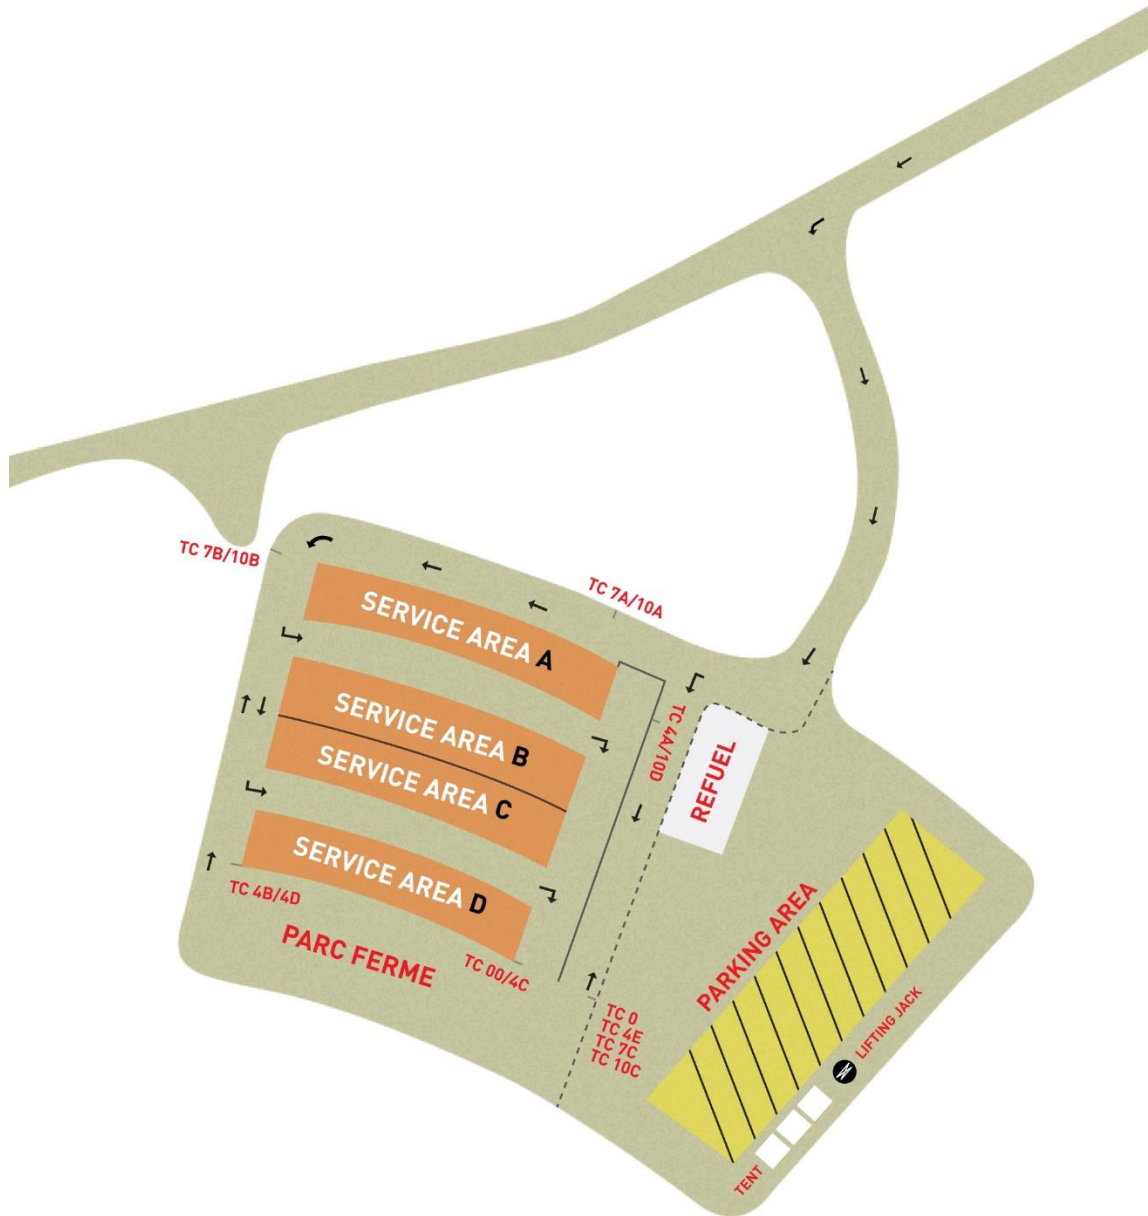 TC 7B/10B
TC 7A/10A
SERVICE AREA A
SERVICE AREA B
SERVICE AREA C
SERVICE AREA D
TC 4A/10D
REFUEL
TC 4B/4D
PARC FERME
TC 00/4C
TC 0
TC 4E
TC 7C
TC 10C
PARKING AREA
LIFTING JACK
TENT